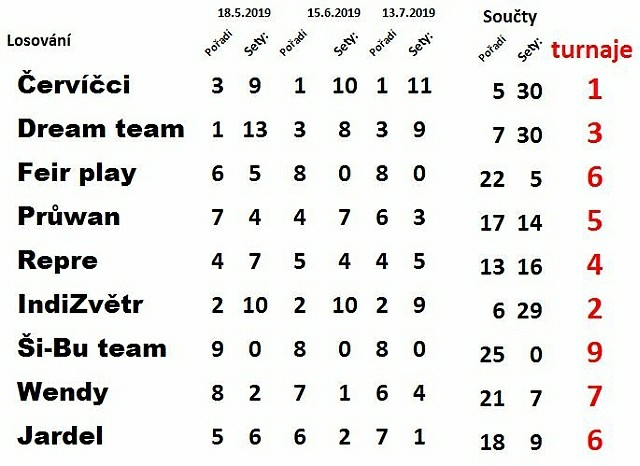 18.5.2019 15.6.2019 13.7.2019 Součty
Losování Pořadí Sety: Pořadí Sety: Pořadí Sety: Pořadí Sety: turnaje
Červíčci 3 9 1 10 1 11 5 30 1
Dream team 1 13 3 8 3 9 7 30 3
Feir play 6 5 8 0 8 0 22 5 6
Průwan 7 4 4 7 6 3 17 14 5
Repre 4 7 5 4 4 5 13 16 4
IndiZvětr 2 10 2 10 2 9 6 29 2
Ši-Bu team 9 0 8 0 8 0 25 0 9
Wendy 8 2 7 1 6 4 21 7 7
Jardel 5 6 6 2 7 1 18 9 6